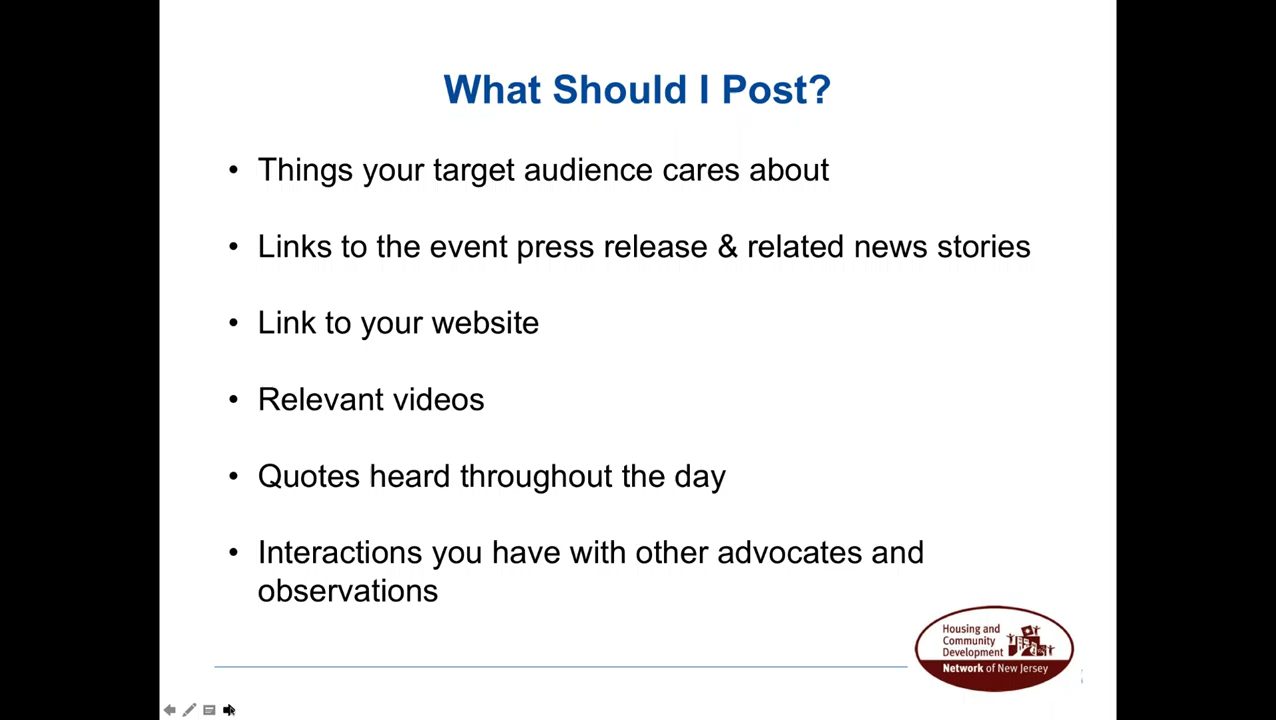 What Should I Post?
• Things your target audience cares about
• Links to the event press release & related news stories
• Link to your website
• Relevant videos
• Quotes heard throughout the day
• Interactions you have with other advocates and
observations
Housing and
Community
Development
Network of New Jersey